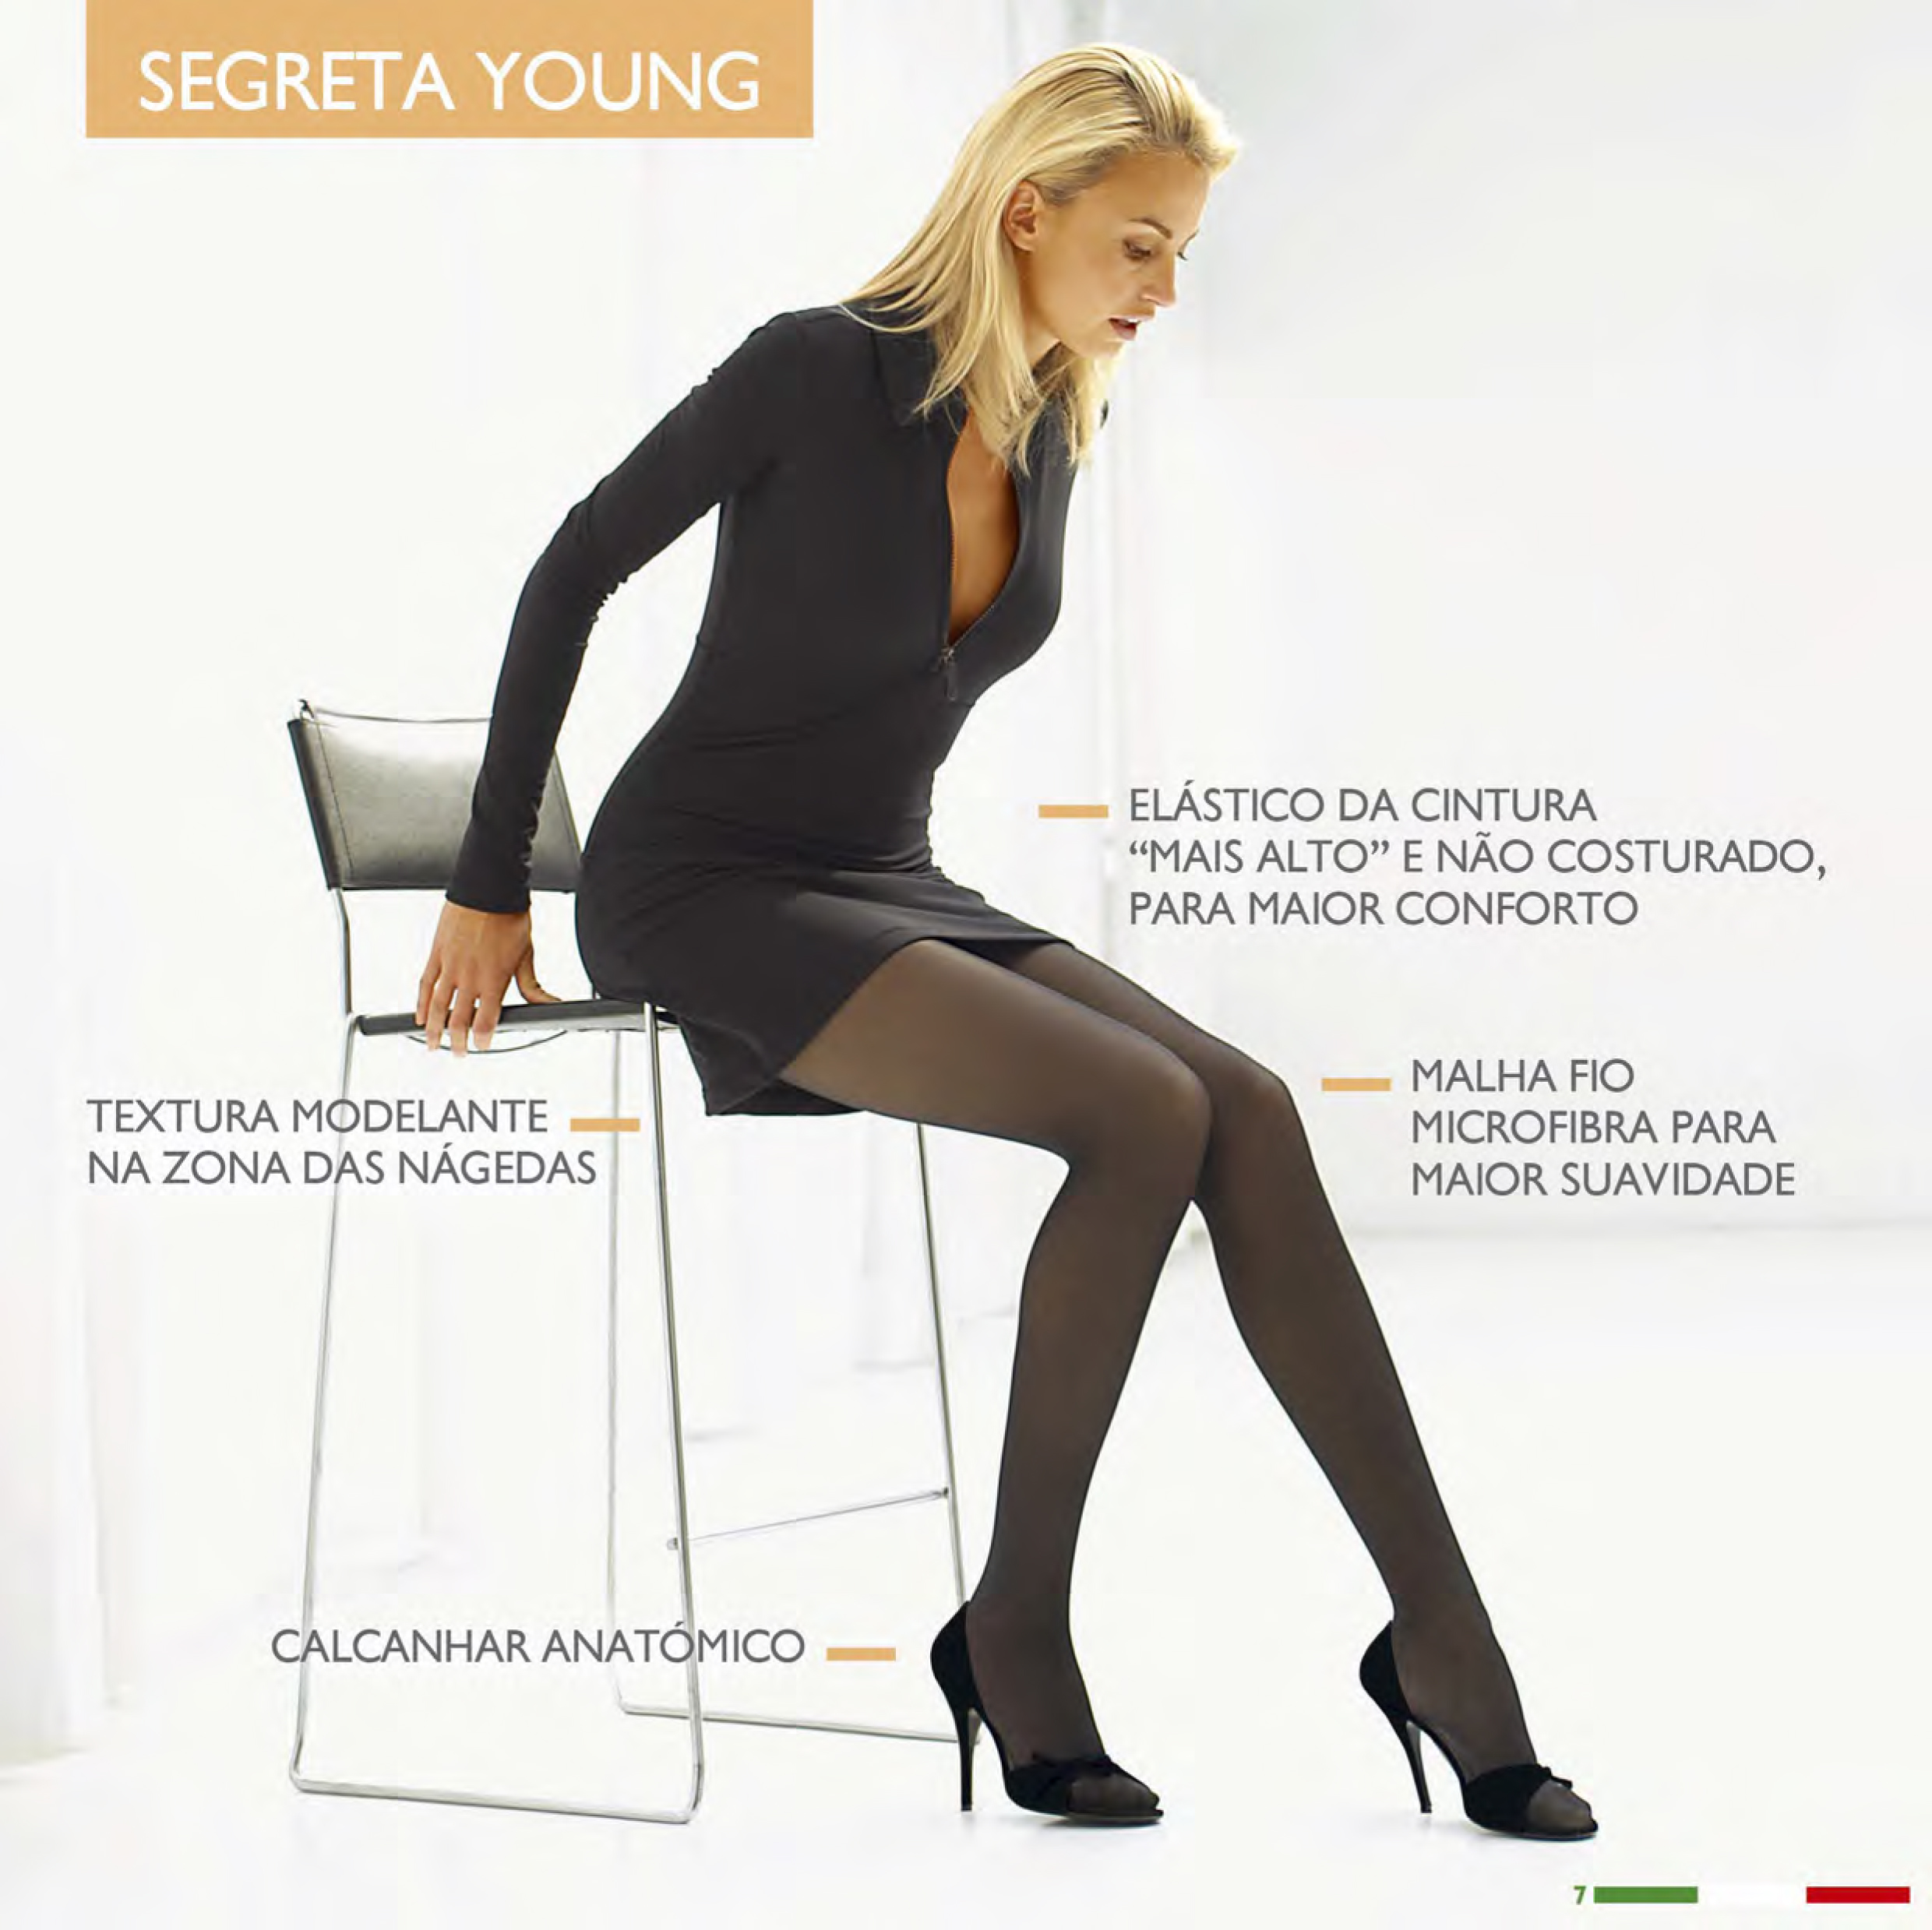 SEGRETA YOUNG
ELÁSTICO DA CINTURA
“MAIS ALTO” E NÃO COSTURADO,
PARA MAIOR CONFORTO
MALHA FIO
MICROFIBRA PARA
MAIOR SUAVIDADE
TEXTURA MODELANTE
NA ZONA DAS NÁGEDAS
CALCANHAR ANATÓMICO
7